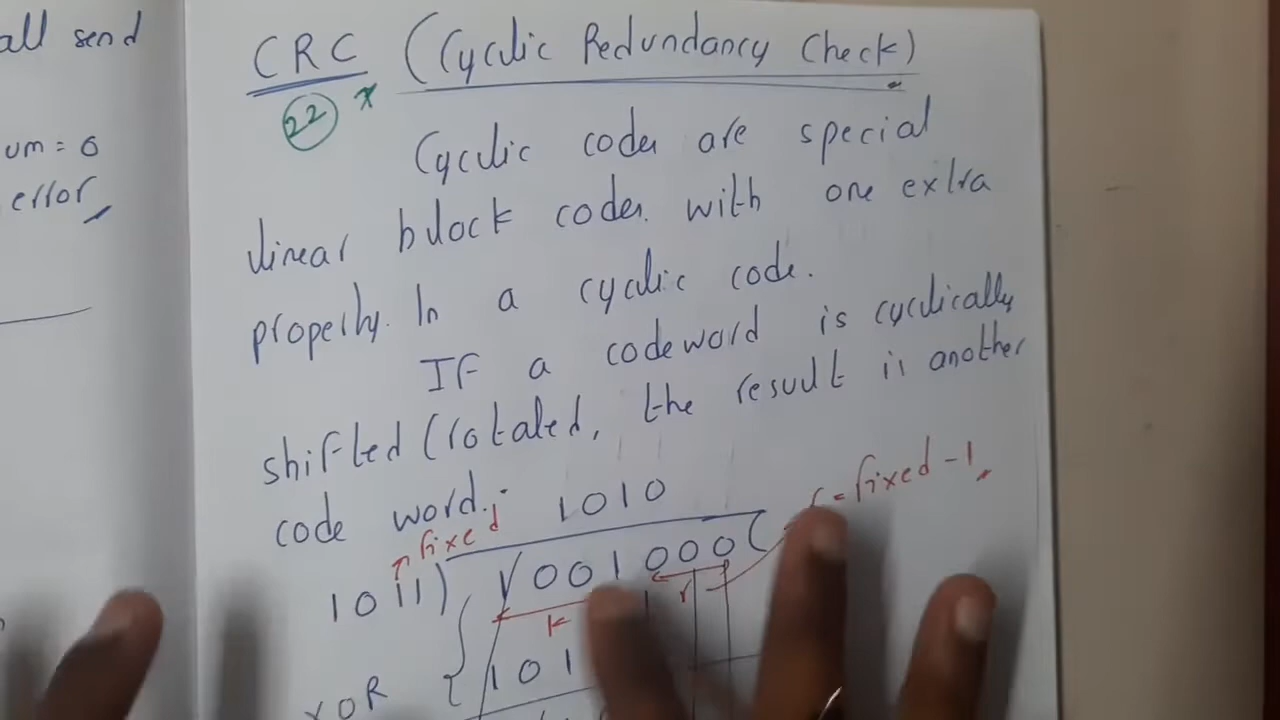 all send
um = 0
error
CRC (Cyclic Redundancy Check)
22 x
Cyclic codes are special
linear block codes. with one extra
property. In a cyclic code.
IF a codeword is cyclically
shifted (rotated, the result is another
code word.
fixed
1010
r = fixed - 1
1011) 1001000(
k r
101
XOR